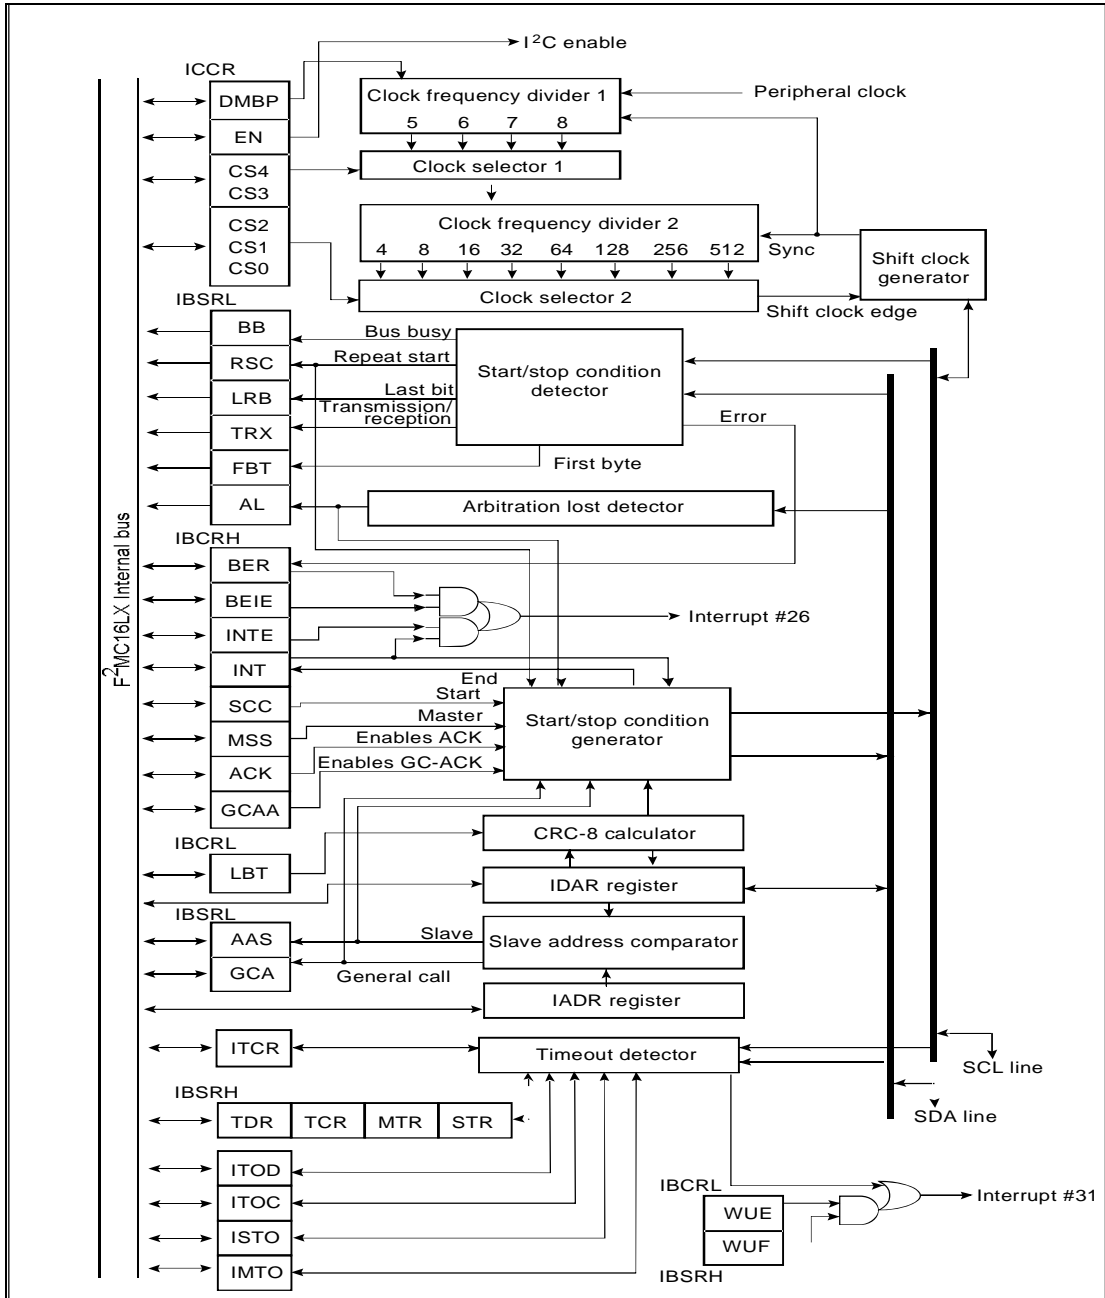 I²C enable
ICCR
DMBP
EN
CS4
CS3
CS2
CS1
CS0
Clock frequency divider 1
5 6 7 8
Peripheral clock
Clock selector 1
Clock frequency divider 2
4 8 16 32 64 128 256 512
Sync
Shift clock
generator
Clock selector 2
Shift clock edge
IBSRL
BB
RSC
LRB
TRX
FBT
AL
Bus busy
Repeat start
Last bit
Transmission/
reception
Start/stop condition
detector
Error
First byte
Arbitration lost detector
F²MC16LX Internal bus
IBCRH
BER
BEIE
INTE
INT
SCC
MSS
ACK
GCAA
Interrupt #26
End
Start
Master
Enables ACK
Enables GC-ACK
Start/stop condition
generator
IBCRL
LBT
CRC-8 calculator
IDAR register
IBSRL
AAS
GCA
Slave
General call
Slave address comparator
IADR register
ITCR
Timeout detector
SCL line
SDA line
IBSRH
TDR TCR MTR STR
ITOD
ITOC
ISTO
IMTO
IBCRL
WUE
WUF
IBSRH
Interrupt #31